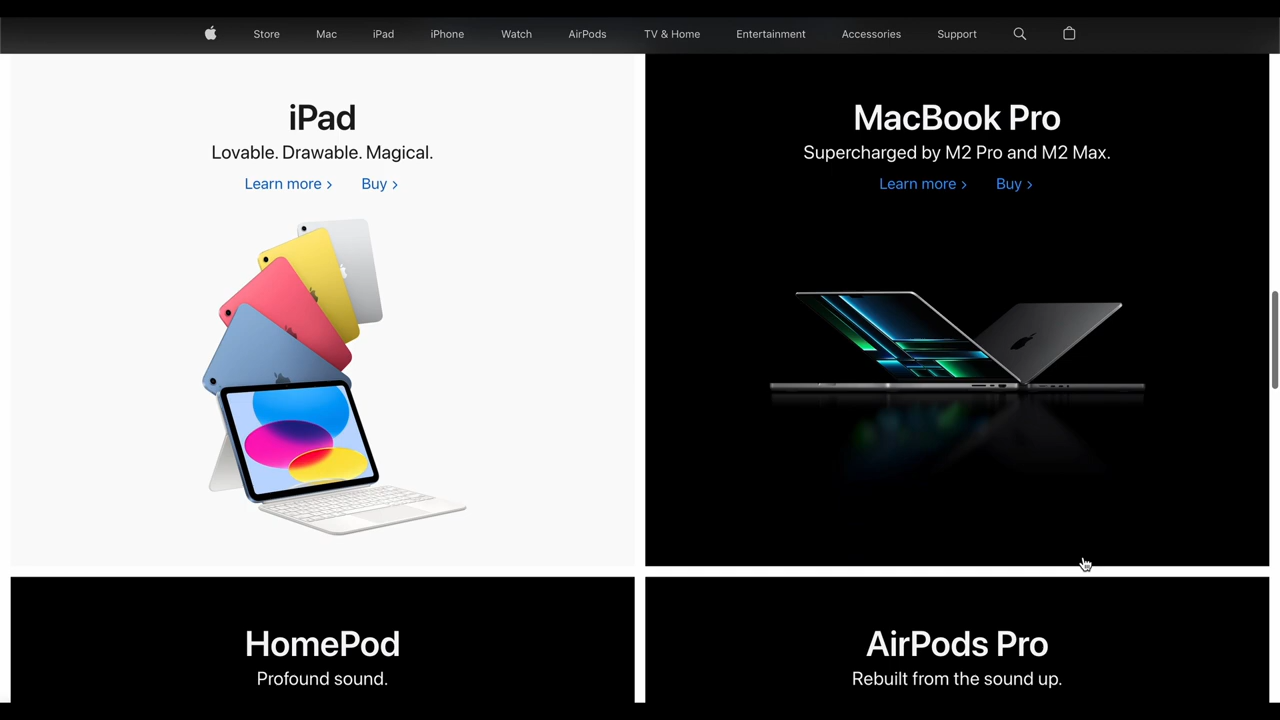 Store Mac iPad iPhone Watch AirPods TV & Home Entertainment Accessories Support
iPad
Lovable. Drawable. Magical.
Learn more > Buy >
MacBook Pro
Supercharged by M2 Pro and M2 Max.
Learn more > Buy >
HomePod
Profound sound.
AirPods Pro
Rebuilt from the sound up.